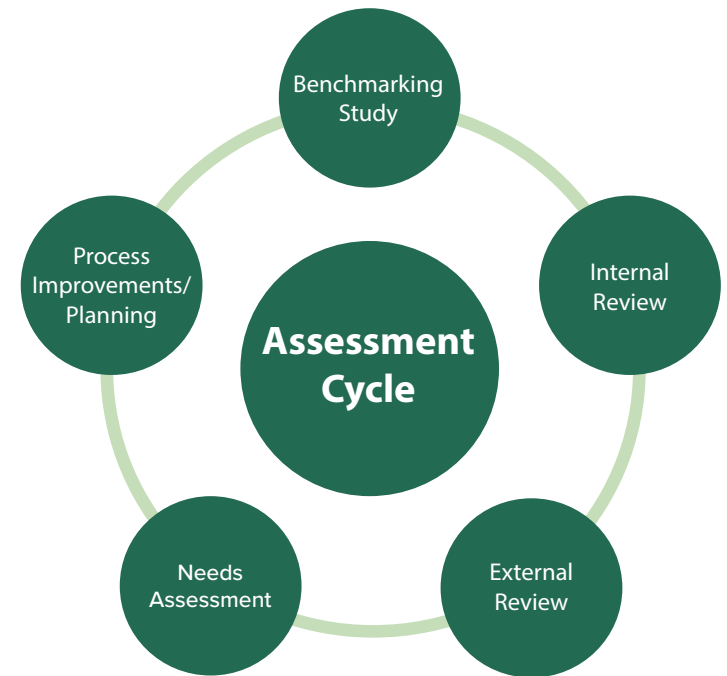 Benchmarking
Study
Internal
Review
External
Review
Needs
Assessment
Process
Improvements/
Planning
Assessment
Cycle